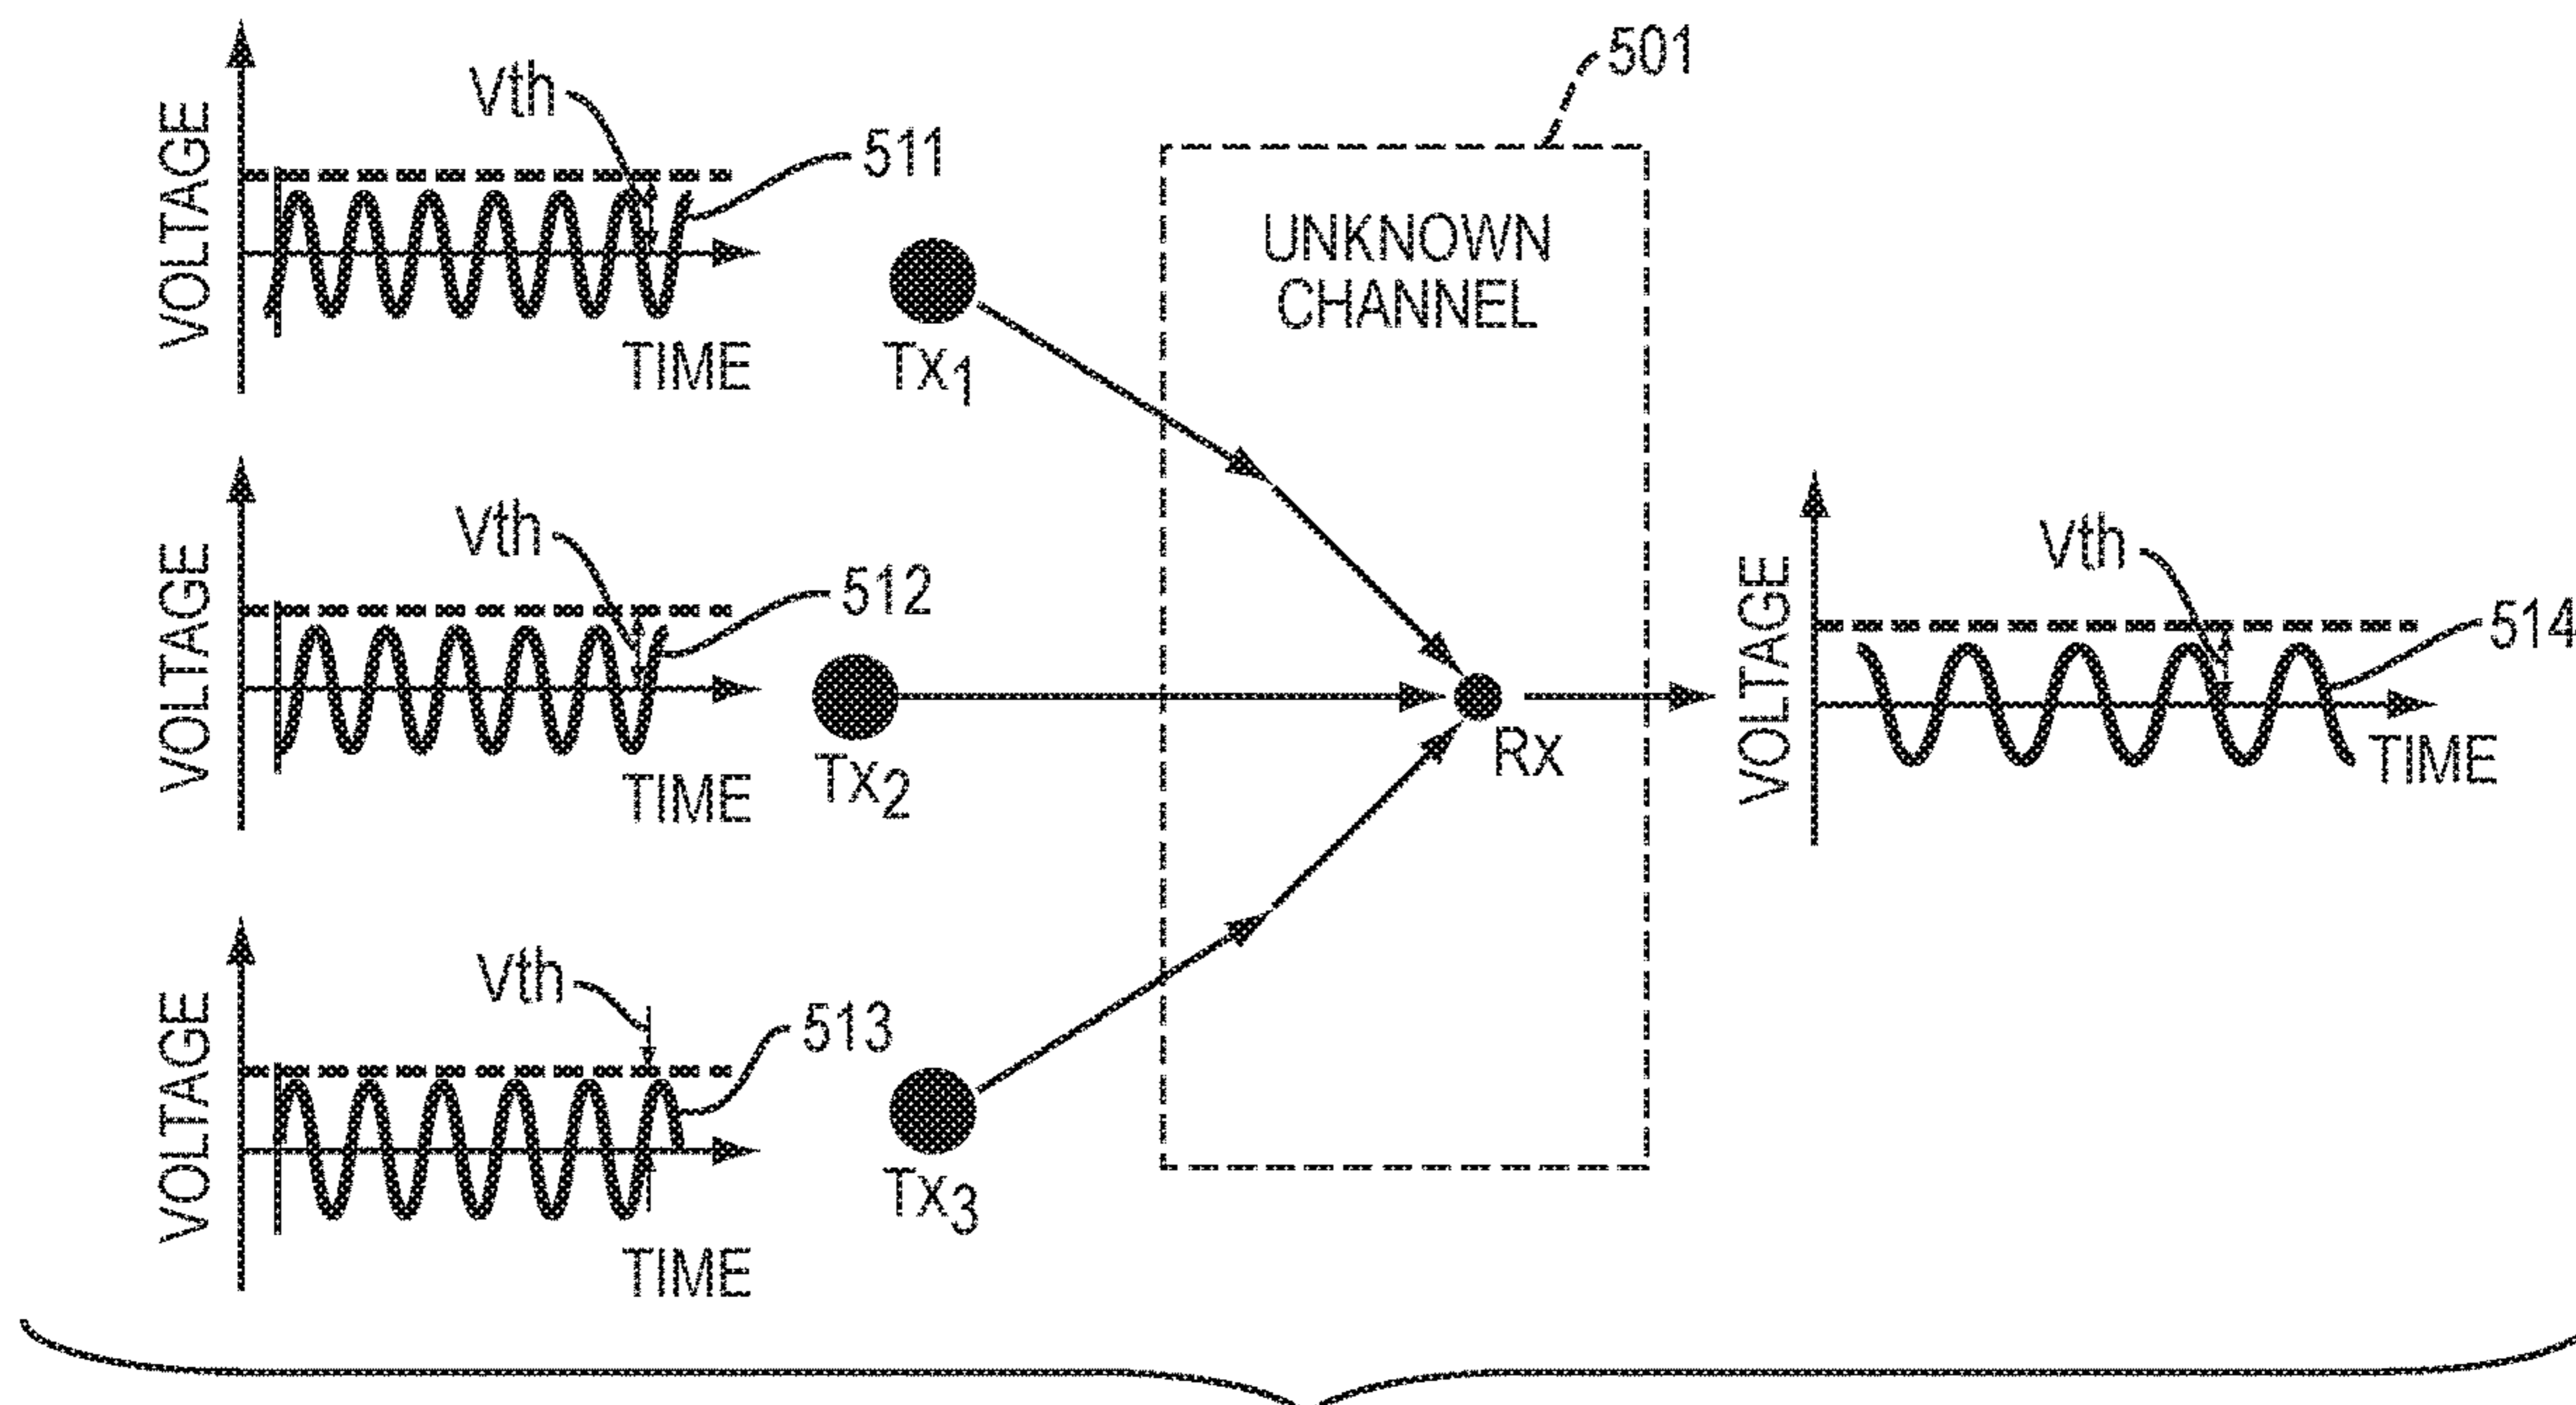 501
Vth
511
VOLTAGE
UNKNOWN
CHANNEL
TIME
Tx1
Vth
512
VOLTAGE
TIME
Tx2
Rx
Vth
514
VOLTAGE
TIME
Vth
513
VOLTAGE
TIME
Tx3